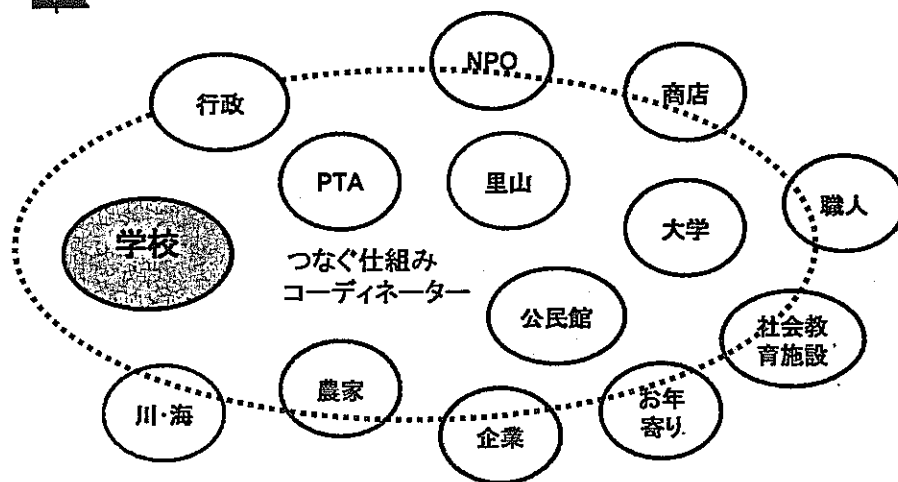 NPO
行政
商店
PTA
里山
職人
大学
学校
つなぐ仕組み
コーディネーター
公民館
社会教
育施設
農家
川・海
お年
寄り
企業